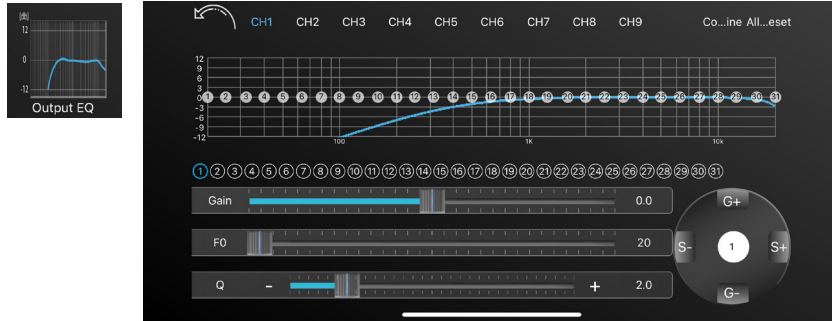 [dB]
12
0
-12
Output EQ
CH1 CH2 CH3 CH4 CH5 CH6 CH7 CH8 CH9 Co...ine All...eset
12
9
6
3
0
-3
-6
-9
-12
1 2 3 4 5 6 7 8 9 10 11 12 13 14 15 16 17 18 19 20 21 22 23 24 25 26 27 28 29 30 31
100 1K 10k
1 2 3 4 5 6 7 8 9 10 11 12 13 14 15 16 17 18 19 20 21 22 23 24 25 26 27 28 29 30 31
Gain 0.0
F0 20
Q - + 2.0
G+
S- 1 S+
G-